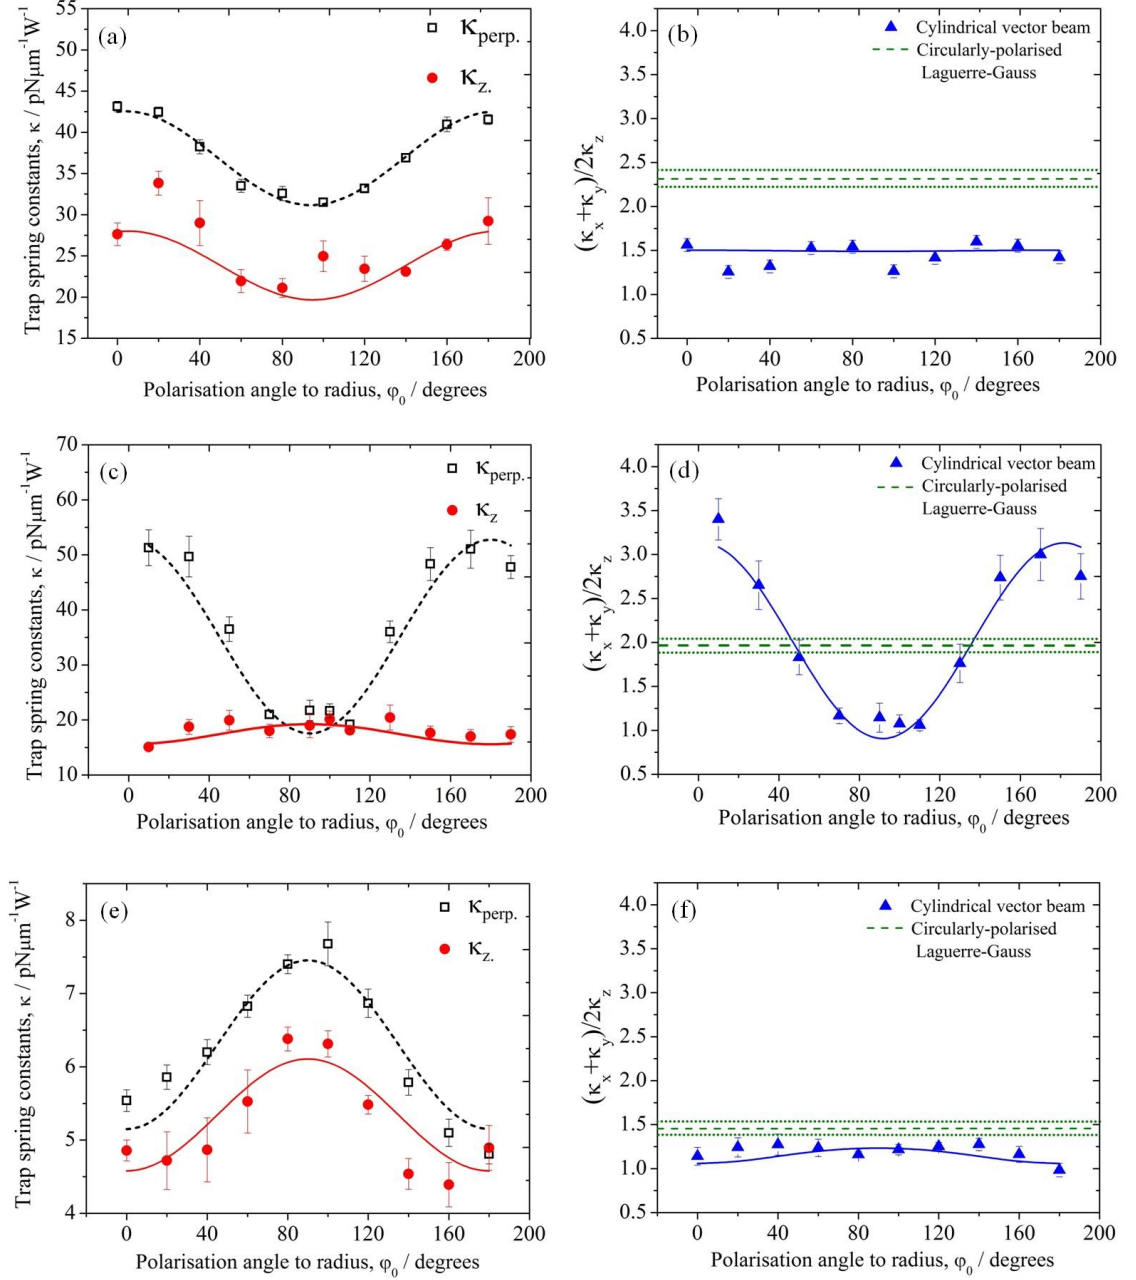 (a)
κperp.
κz.
55
50
45
40
35
30
25
20
15
Trap spring constants, κ / pNμm⁻¹W⁻¹
0 40 80 120 160 200
Polarisation angle to radius, φ₀ / degrees
(b)
Cylindrical vector beam
Circularly-polarised
Laguerre-Gauss
4.0
3.5
3.0
2.5
2.0
1.5
1.0
0.5
(κx+κy)/2κz
0 20 40 60 80 100 120 140 160 180 200
Polarisation angle to radius, φ₀ / degrees
(c)
κperp.
κz
70
60
50
40
30
20
10
Trap spring constants, κ / pNμm⁻¹W⁻¹
0 40 80 120 160 200
Polarisation angle to radius, φ₀ / degrees
(d)
Cylindrical vector beam
Circularly-polarised
Laguerre-Gauss
4.0
3.5
3.0
2.5
2.0
1.5
1.0
0.5
(κx+κy)/2κz
0 40 80 120 160 200
Polarisation angle to radius, φ₀ / degrees
(e)
κperp.
κz.
8
7
6
5
4
Trap spring constants, κ / pNμm⁻¹W⁻¹
0 40 80 120 160 200
Polarisation angle to radius, φ₀ / degrees
(f)
Cylindrical vector beam
Circularly-polarised
Laguerre-Gauss
4.0
3.5
3.0
2.5
2.0
1.5
1.0
0.5
(κx+κy)/2κz
0 40 80 120 160 200
Polarisation angle to radius, φ₀ / degrees